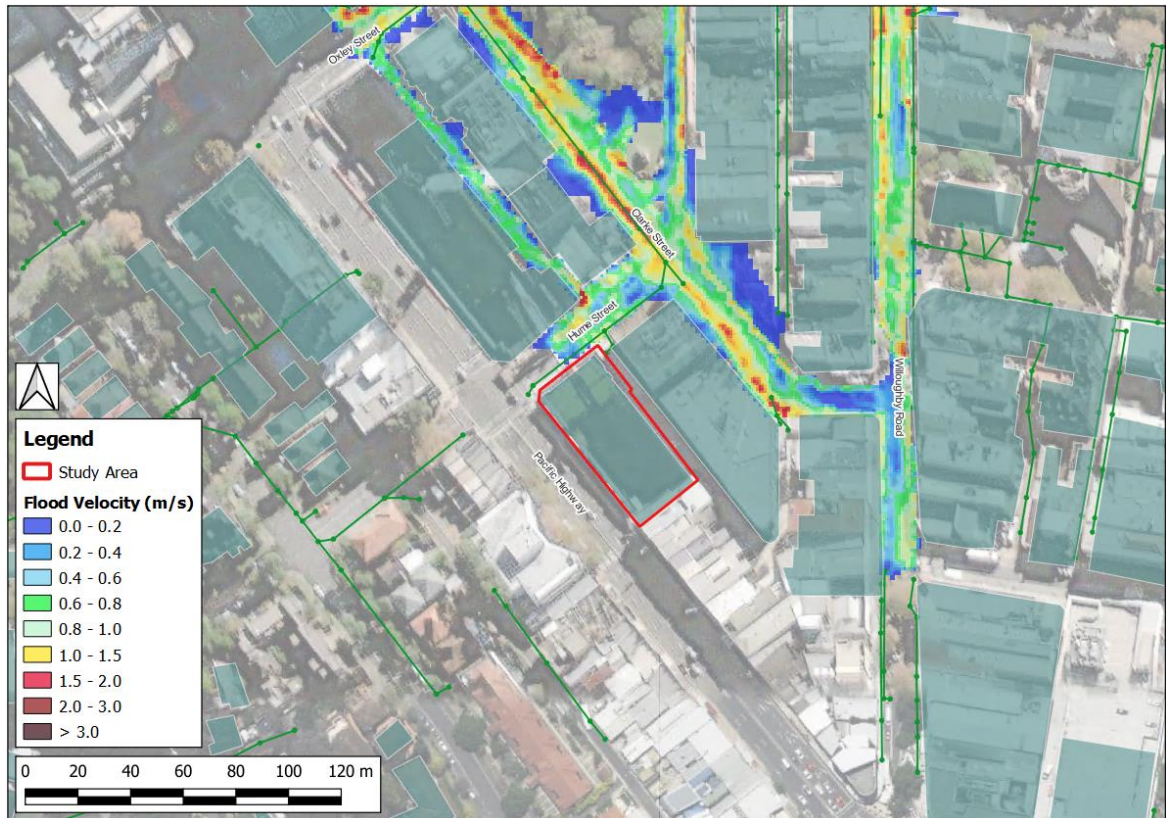 Oxley Street
Clarke Street
Hume Street
Willoughby Road
Pacific Highway
Legend
Study Area
Flood Velocity (m/s)
0.0 - 0.2
0.2 - 0.4
0.4 - 0.6
0.6 - 0.8
0.8 - 1.0
1.0 - 1.5
1.5 - 2.0
2.0 - 3.0
> 3.0
0 20 40 60 80 100 120 m